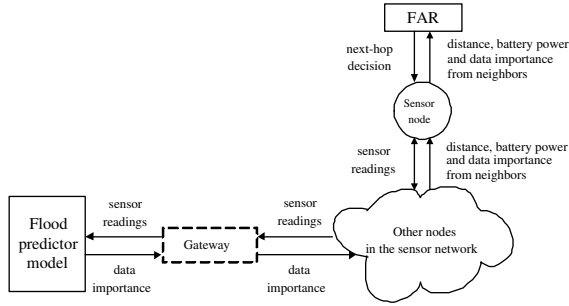 FAR
next-hop
decision
distance, battery power
and data importance
from neighbors
Sensor
node
sensor
readings
distance, battery power
and data importance
from neighbors
Flood
predictor
model
sensor
readings
data
importance
Gateway
sensor
readings
data
importance
Other nodes
in the sensor network